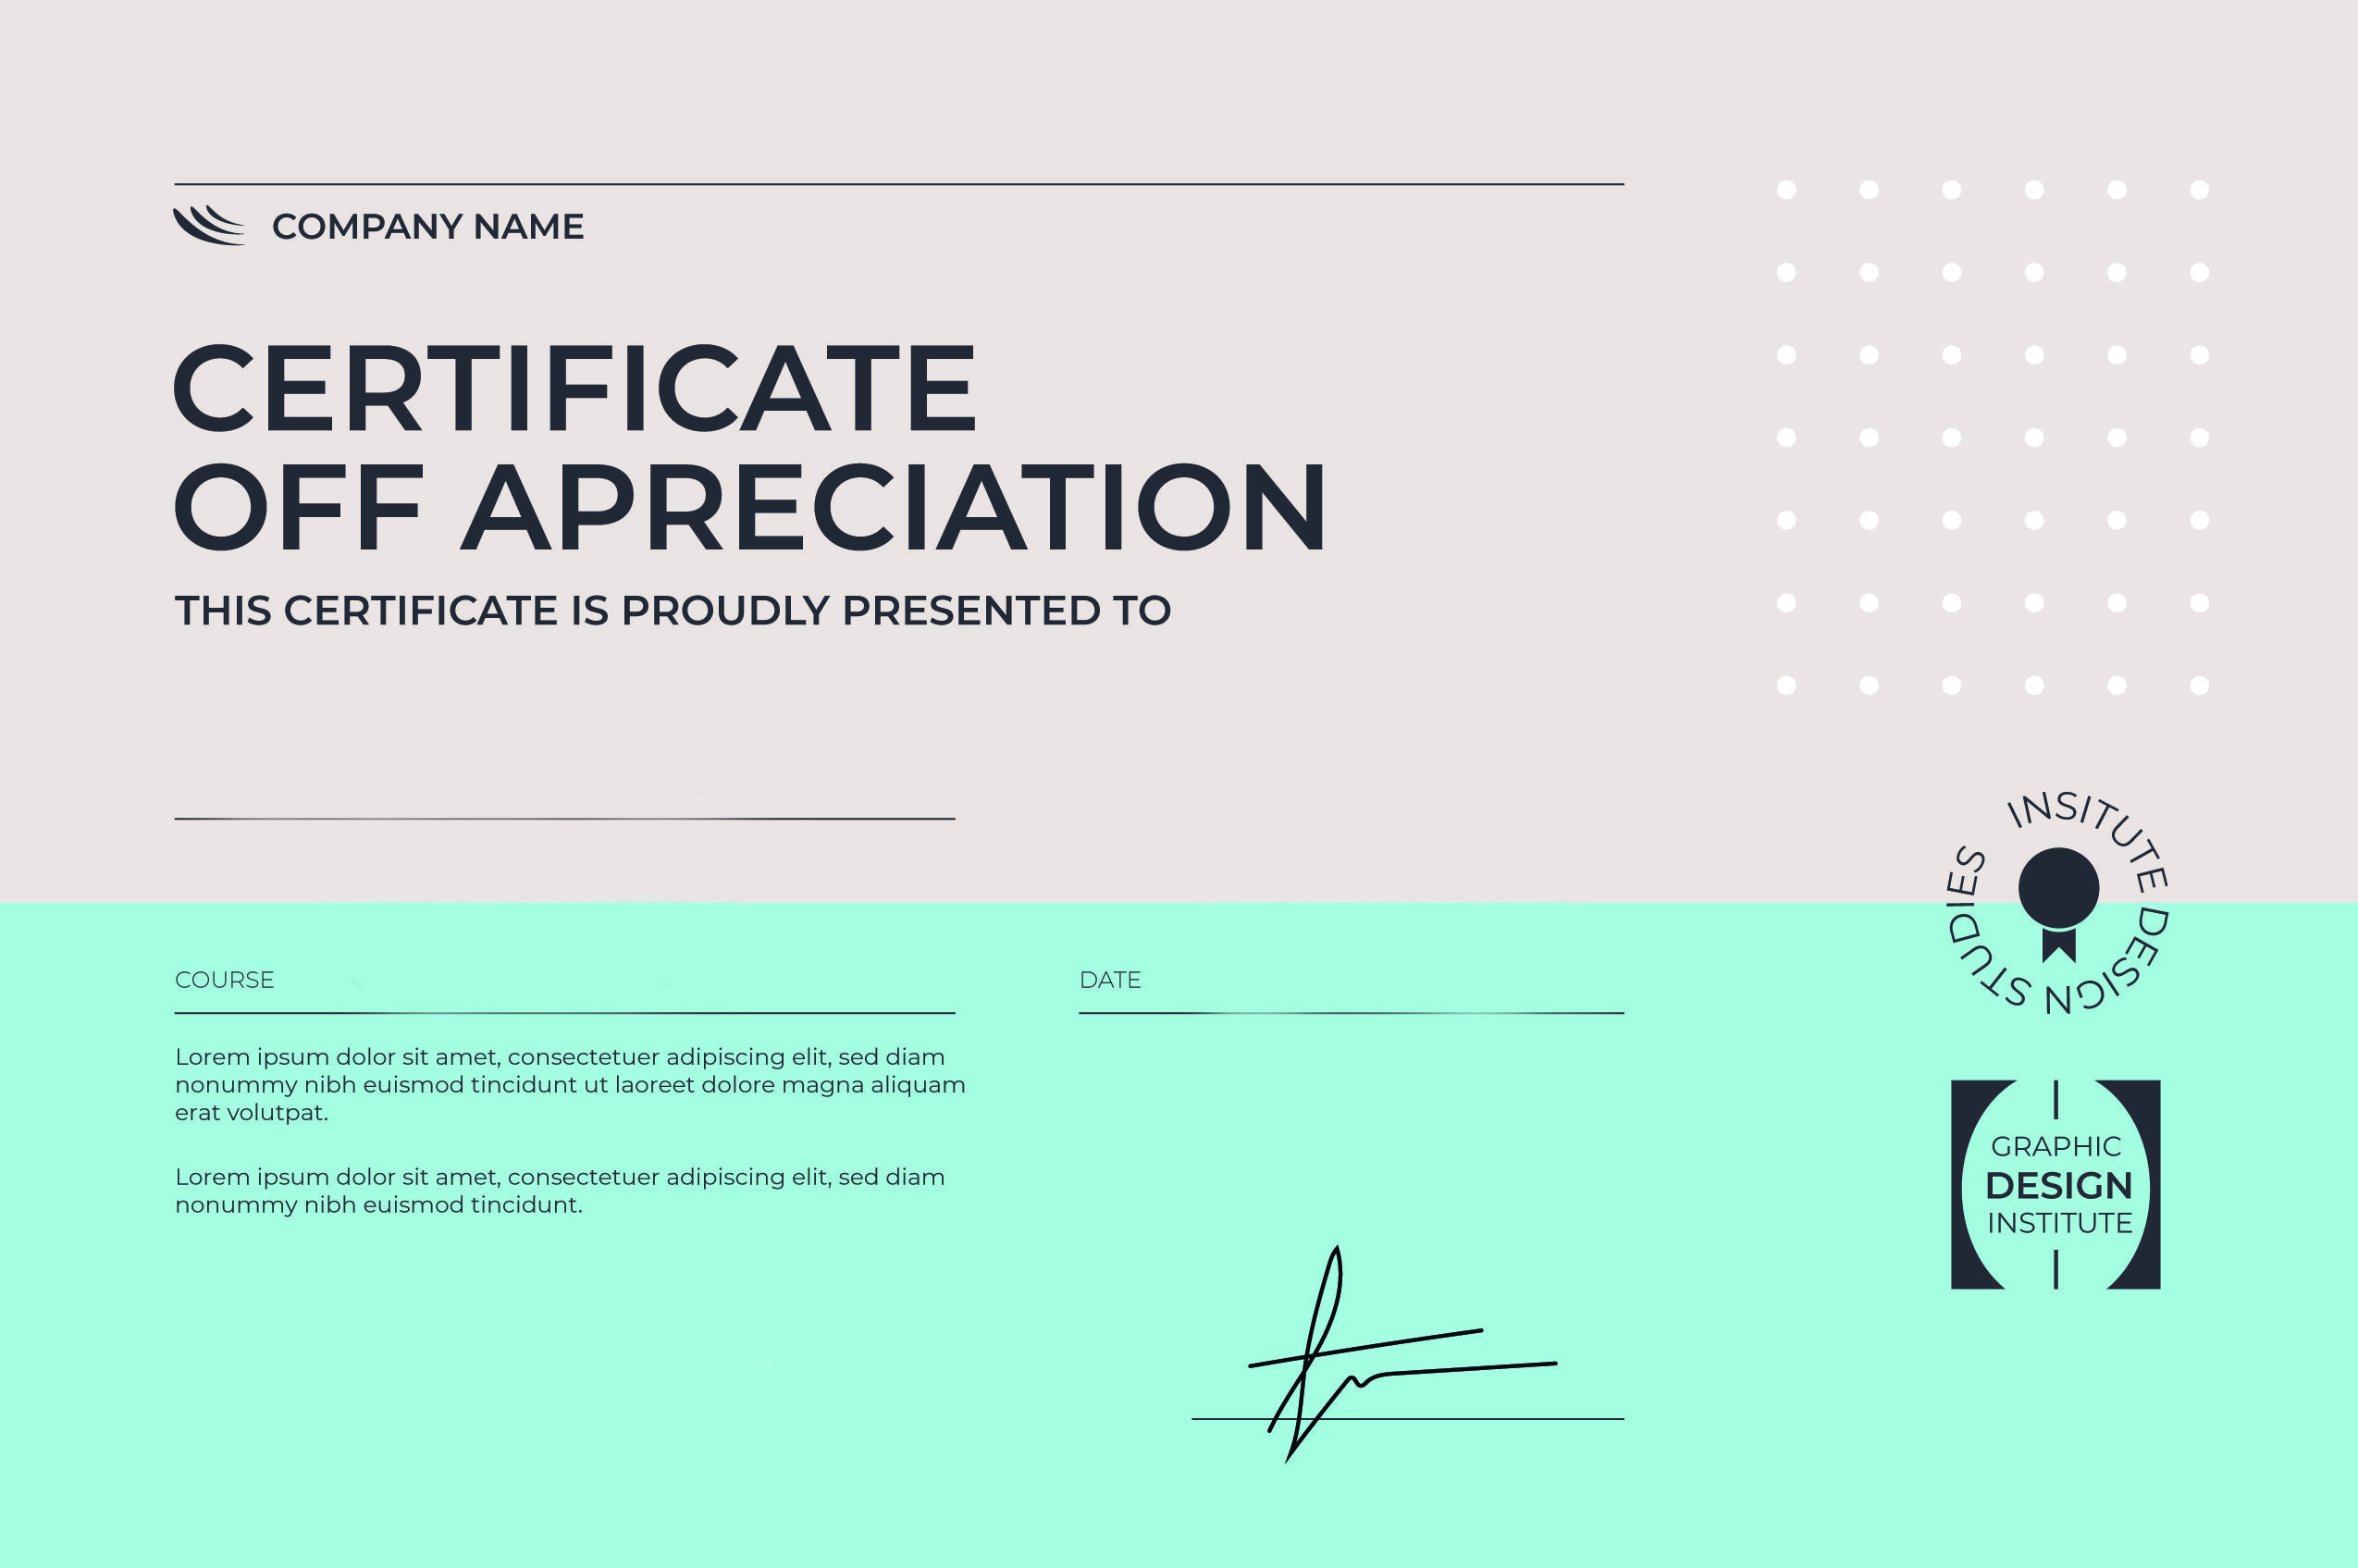 COMPANY NAME
CERTIFICATE
OFF APRECIATION
THIS CERTIFICATE IS PROUDLY PRESENTED TO
INSITUTE DESIGN STUDIES
COURSE
DATE
Lorem ipsum dolor sit amet, consectetuer adipiscing elit, sed diam
nonummy nibh euismod tincidunt ut laoreet dolore magna aliquam
erat volutpat.
Lorem ipsum dolor sit amet, consectetuer adipiscing elit, sed diam
nonummy nibh euismod tincidunt.
GRAPHIC
DESIGN
INSTITUTE